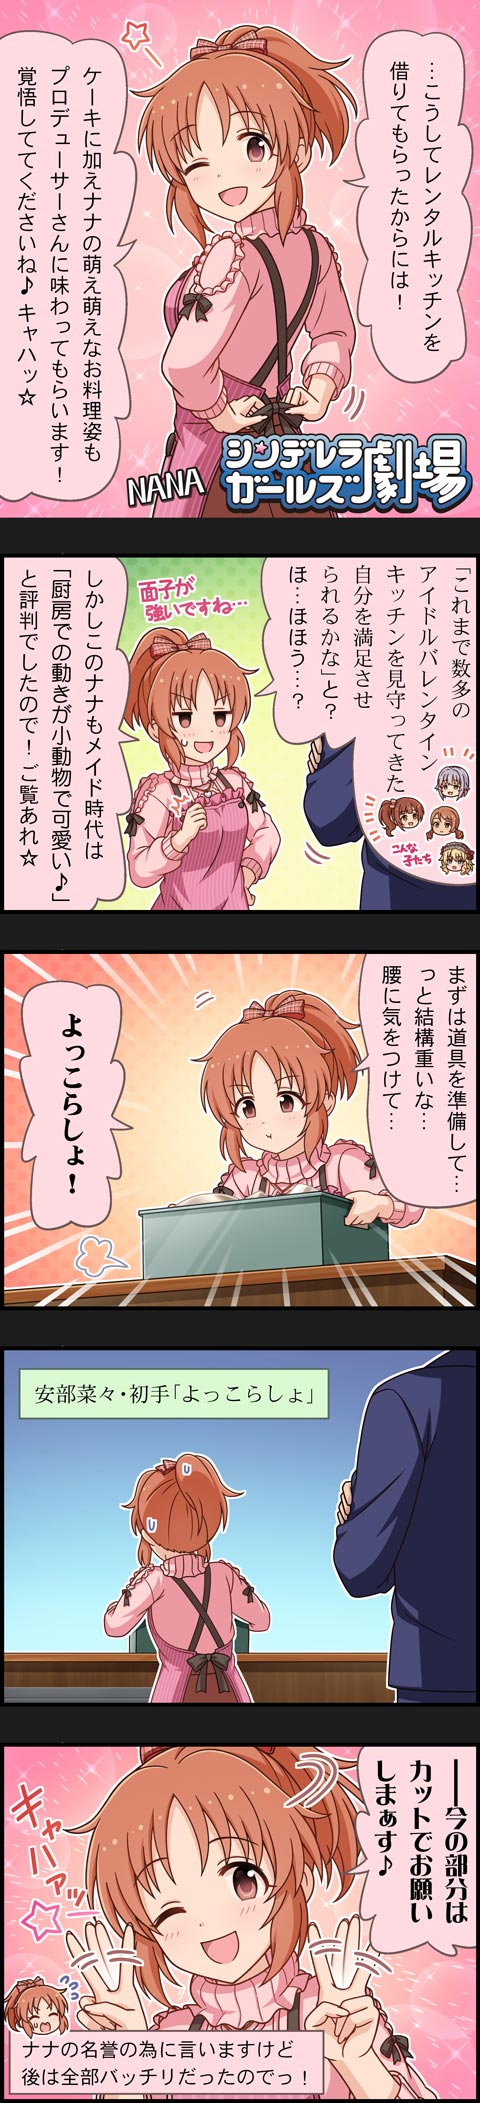 …こうしてレンタルキッチンを
借りてもらったからには！
ケーキに加えナナの萌え萌えなお料理姿も
プロデューサーさんに味わってもらいます！
覚悟しててくださいね♪キャハッ☆
NANA
シンデレラ
ガールズ劇場
「これまで数多の
アイドルバレンタイン
キッチンを見守ってきた
自分を満足させ
られるかな」と？
ほ…ほほう…？
こんな
子たち
面子が
強いですね…
しかしこのナナもメイド時代は
「厨房での動きが小動物で可愛い♪」
と評判でしたので！ご覧あれ☆
まずは道具を準備して…
っと結構重いな…
腰に気をつけて…
よっこらしょ！
安部菜々・初手「よっこらしょ」
──今の部分は
カットでお願い
しまぁす♪
キャハァッ
ナナの名誉の為に言いますけど
後は全部バッチリだったのでっ！